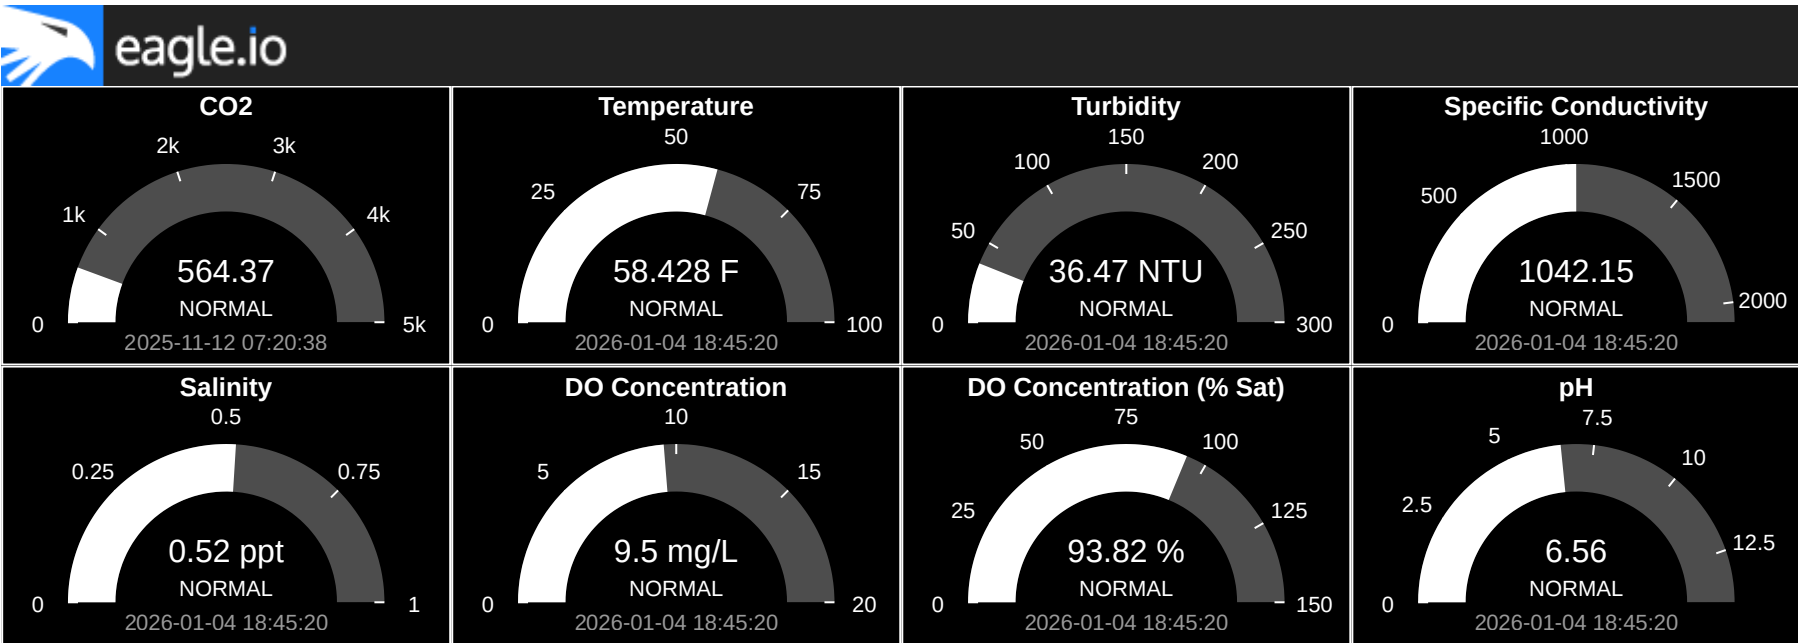 eagle.io
CO2
0
1k
2k
3k
4k
5k
564.37
NORMAL
2025-11-12 07:20:38
Temperature
0
25
50
75
100
58.428 F
NORMAL
2026-01-04 18:45:20
Turbidity
0
50
100
150
200
250
300
36.47 NTU
NORMAL
2026-01-04 18:45:20
Specific Conductivity
0
500
1000
1500
2000
1042.15
NORMAL
2026-01-04 18:45:20
Salinity
0
0.25
0.5
0.75
1
0.52 ppt
NORMAL
2026-01-04 18:45:20
DO Concentration
0
5
10
15
20
9.5 mg/L
NORMAL
2026-01-04 18:45:20
DO Concentration (% Sat)
0
25
50
75
100
125
150
93.82 %
NORMAL
2026-01-04 18:45:20
pH
0
2.5
5
7.5
10
12.5
6.56
NORMAL
2026-01-04 18:45:20